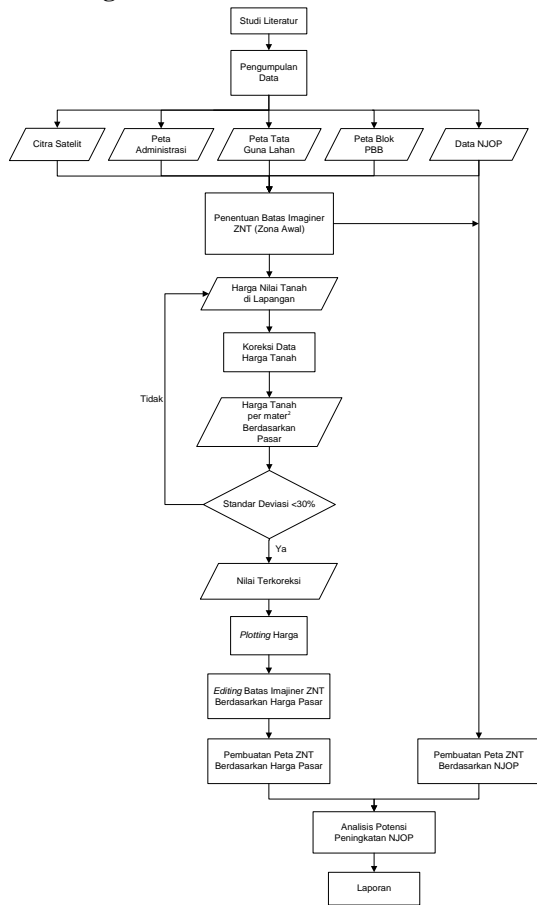 Studi Literatur
Pengumpulan
Data
Citra Satelit
Peta
Administrasi
Peta Tata
Guna Lahan
Peta Blok
PBB
Data NJOP
Penentuan Batas Imaginer
ZNT (Zona Awal)
Harga Nilai Tanah
di Lapangan
Koreksi Data
Harga Tanah
Tidak
Harga Tanah
per mater²
Berdasarkan
Pasar
Standar Deviasi <30%
Ya
Nilai Terkoreksi
Plotting Harga
Editing Batas Imajiner ZNT
Berdasarkan Harga Pasar
Pembuatan Peta ZNT
Berdasarkan Harga Pasar
Pembuatan Peta ZNT
Berdasarkan NJOP
Analisis Potensi
Peningkatan NJOP
Laporan